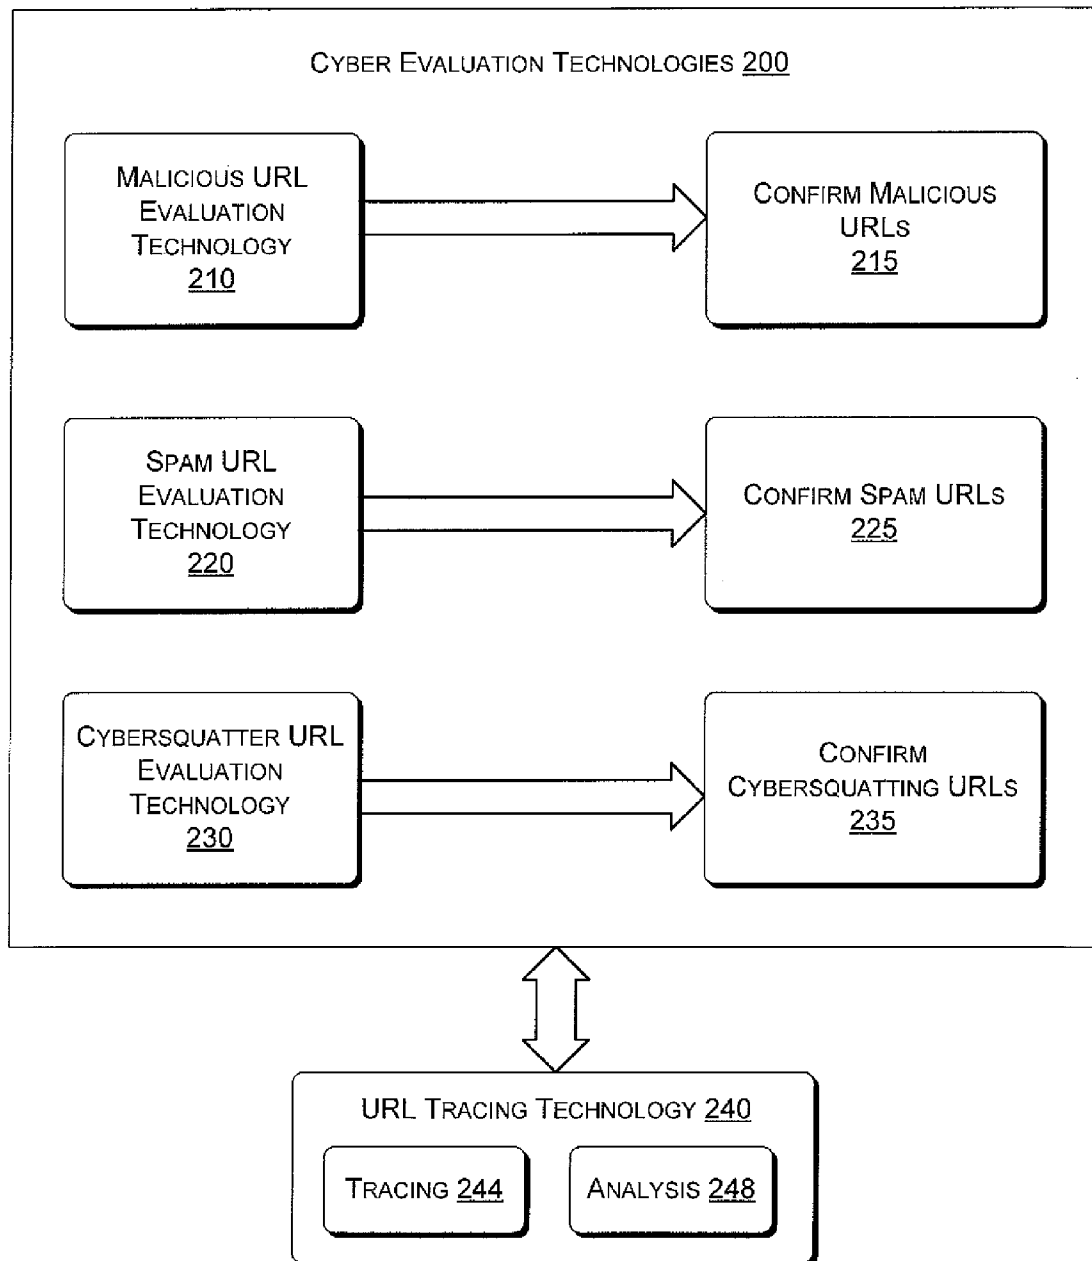 CYBER EVALUATION TECHNOLOGIES 200
MALICIOUS URL
EVALUATION
TECHNOLOGY
210
CONFIRM MALICIOUS
URLS
215
SPAM URL
EVALUATION
TECHNOLOGY
220
CONFIRM SPAM URLS
225
CYBERSQUATTER URL
EVALUATION
TECHNOLOGY
230
CONFIRM
CYBERSQUATTING URLS
235
URL TRACING TECHNOLOGY 240
TRACING 244
ANALYSIS 248